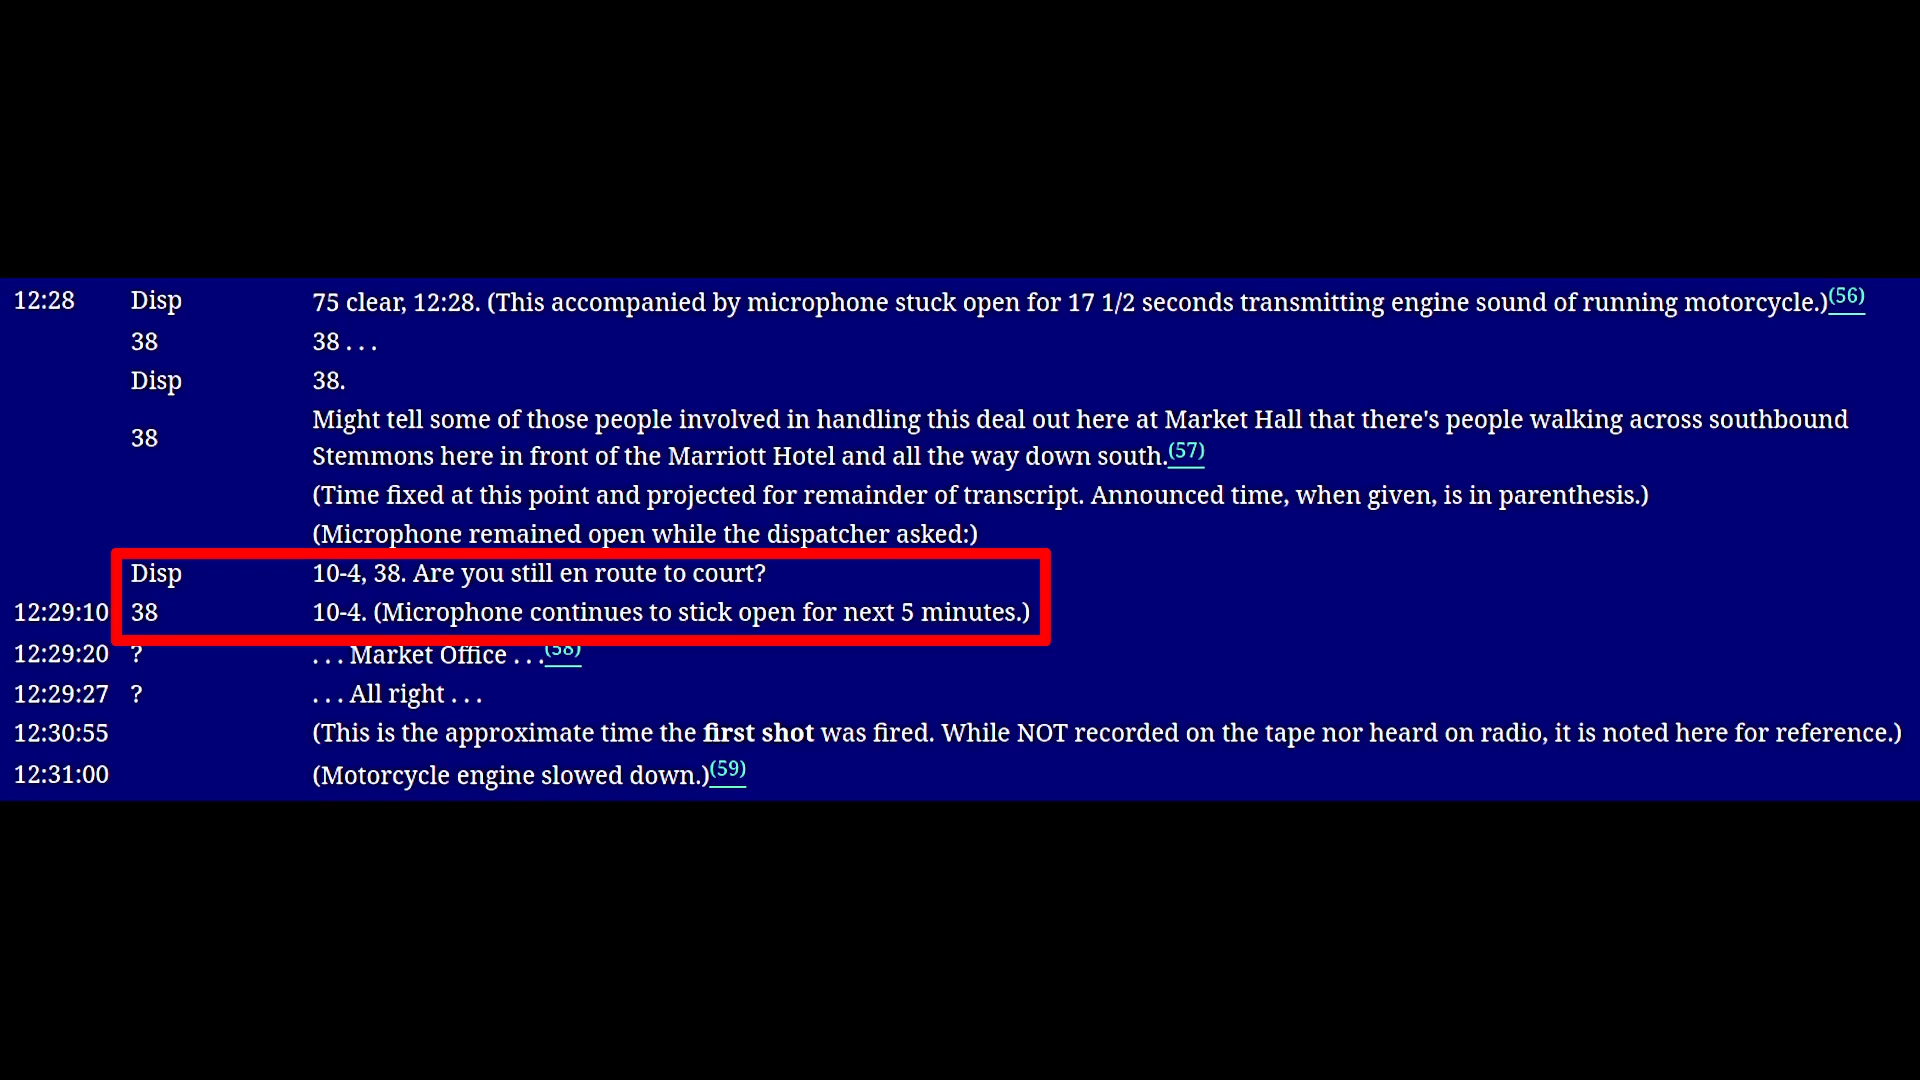 12:28 Disp 75 clear, 12:28. (This accompanied by microphone stuck open for 17 1/2 seconds transmitting engine sound of running motorcycle.)(56)
38 38 . . .
Disp 38.
38 Might tell some of those people involved in handling this deal out here at Market Hall that there's people walking across southbound
Stemmons here in front of the Marriott Hotel and all the way down south.(57)
(Time fixed at this point and projected for remainder of transcript. Announced time, when given, is in parenthesis.)
(Microphone remained open while the dispatcher asked:)
Disp 10-4, 38. Are you still en route to court?
12:29:10 38 10-4. (Microphone continues to stick open for next 5 minutes.)
12:29:20 ? . . . Market Office . . .(58)
12:29:27 ? . . . All right . . .
12:30:55 (This is the approximate time the first shot was fired. While NOT recorded on the tape nor heard on radio, it is noted here for reference.)
12:31:00 (Motorcycle engine slowed down.)(59)